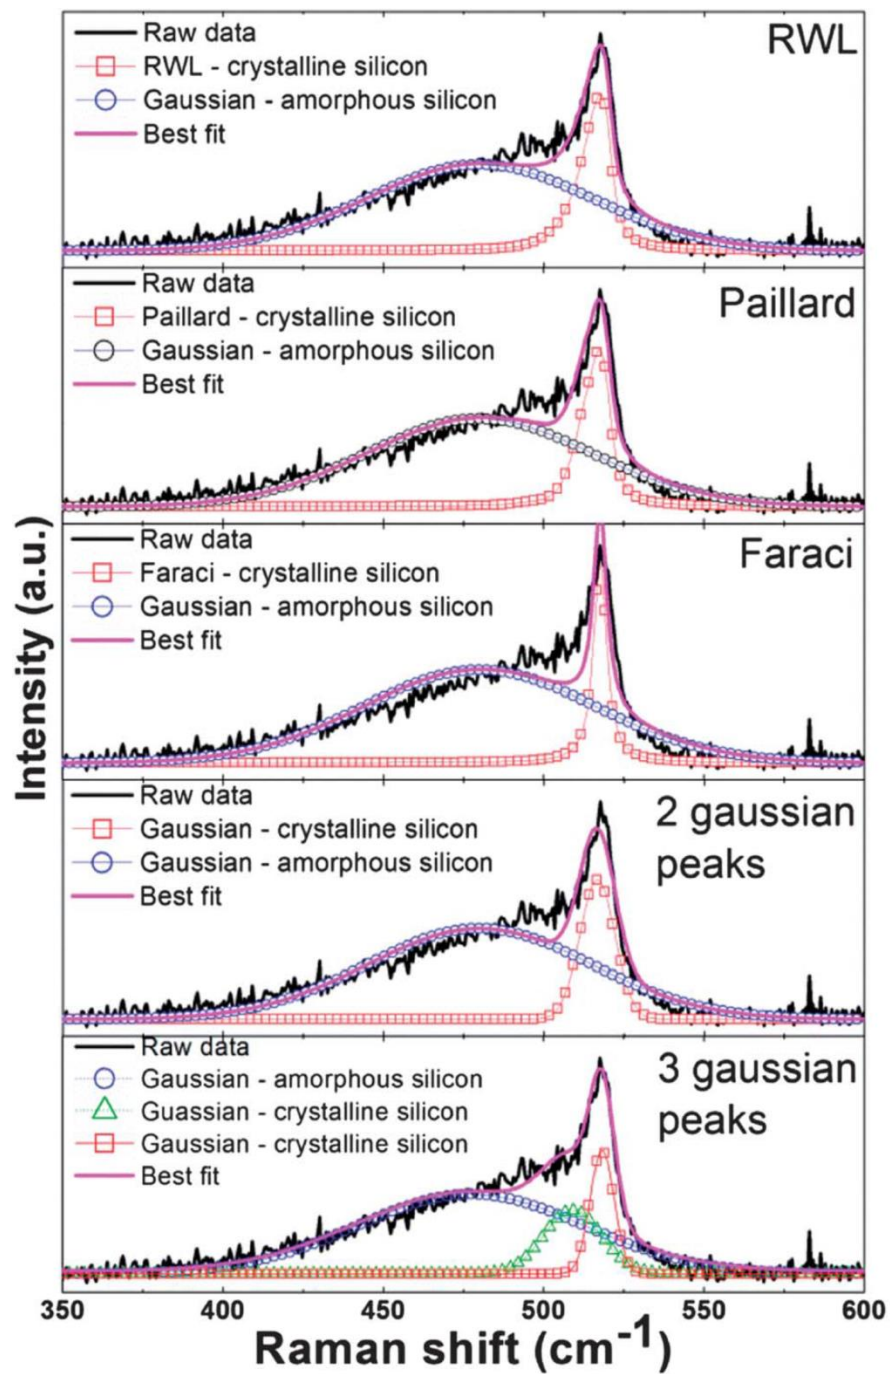 Raw data
RWL - crystalline silicon
Gaussian - amorphous silicon
Best fit
RWL
Raw data
Paillard - crystalline silicon
Gaussian - amorphous silicon
Best fit
Paillard
Raw data
Faraci - crystalline silicon
Gaussian - amorphous silicon
Best fit
Faraci
Raw data
Gaussian - crystalline silicon
Gaussian - amorphous silicon
Best fit
2 gaussian
peaks
Raw data
Gaussian - amorphous silicon
Guassian - crystalline silicon
Gaussian - crystalline silicon
Best fit
3 gaussian
peaks
Intensity (a.u.)
350 400 450 500 550 600
Raman shift (cm⁻¹)